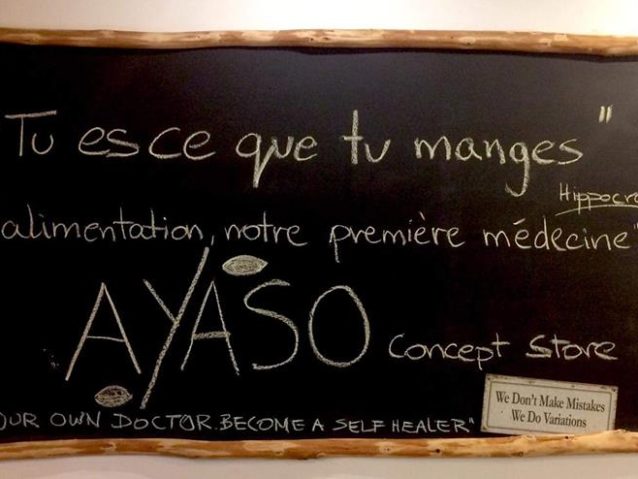 Tu es ce que tu manges"
Hippocra
alimentation, notre première médecine"
AYASO Concept Store
We Don't Make Mistakes
We Do Variations
OUR OWN DOCTOR. BECOME A SELF HEALER"